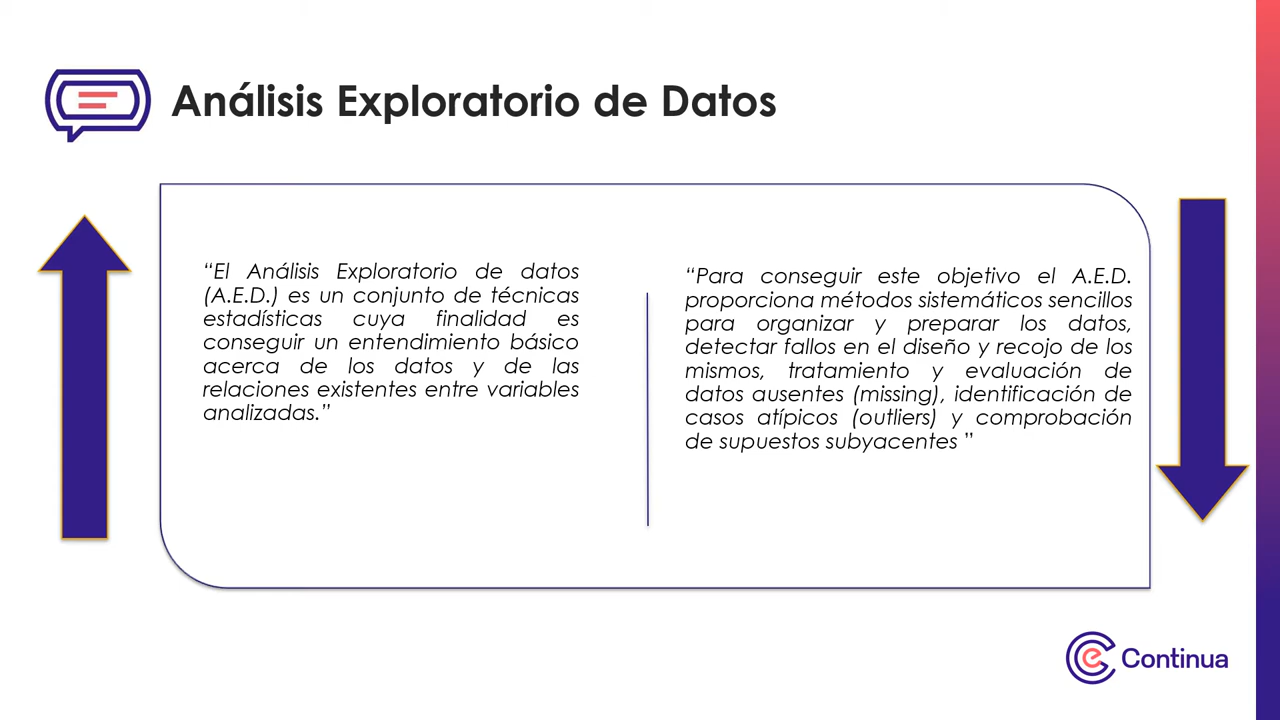 Análisis Exploratorio de Datos
“El Análisis Exploratorio de datos
(A.E.D.) es un conjunto de técnicas
estadísticas cuya finalidad es
conseguir un entendimiento básico
acerca de los datos y de las
relaciones existentes entre variables
analizadas.”
“Para conseguir este objetivo el A.E.D.
proporciona métodos sistemáticos sencillos
para organizar y preparar los datos,
detectar fallos en el diseño y recojo de los
mismos, tratamiento y evaluación de
datos ausentes (missing), identificación de
casos atípicos (outliers) y comprobación
de supuestos subyacentes ”
e Continua